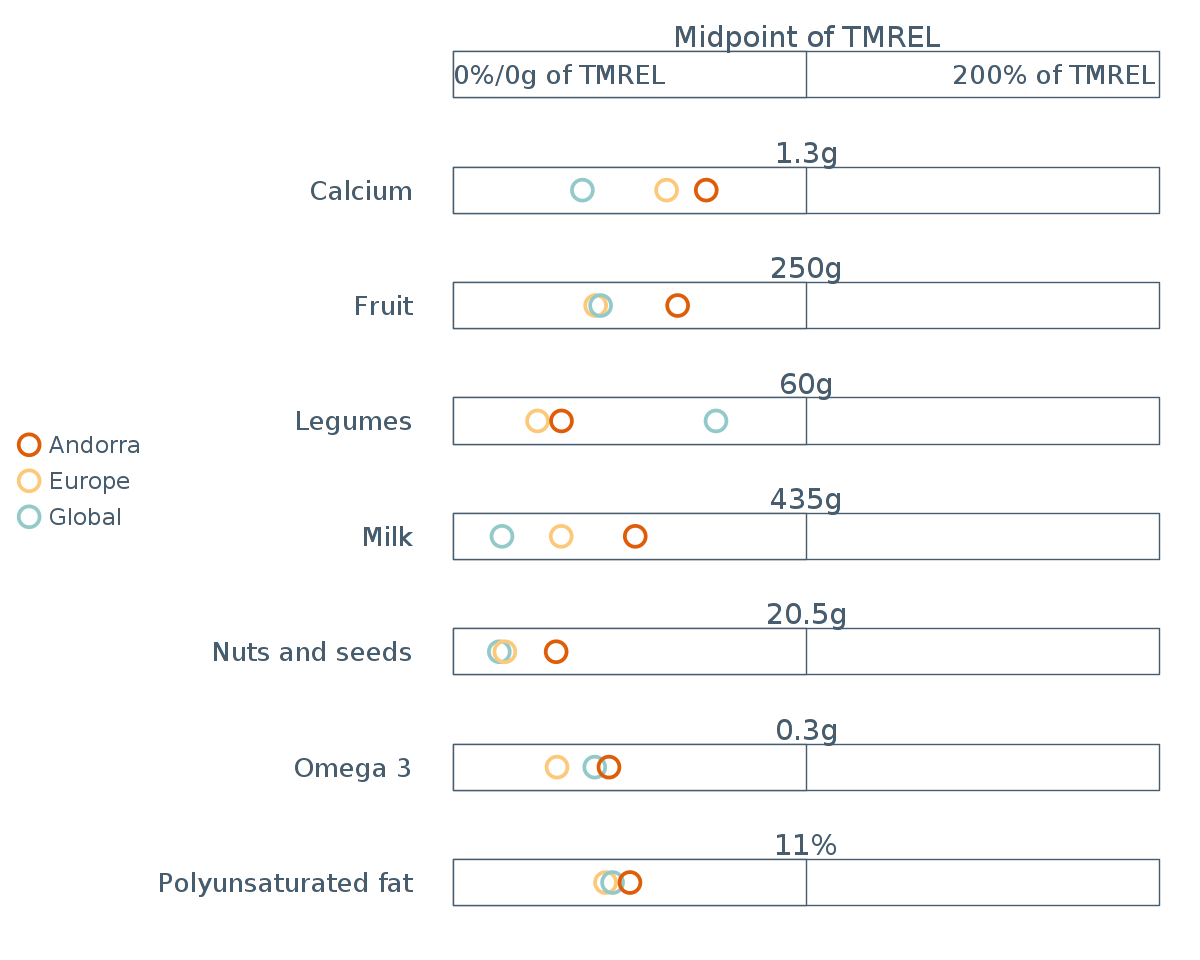 Midpoint of TMREL
0%/0g of TMREL 200% of TMREL
1.3g
Calcium
250g
Fruit
60g
Legumes
Andorra
Europe
Global
435g
Milk
20.5g
Nuts and seeds
0.3g
Omega 3
11%
Polyunsaturated fat